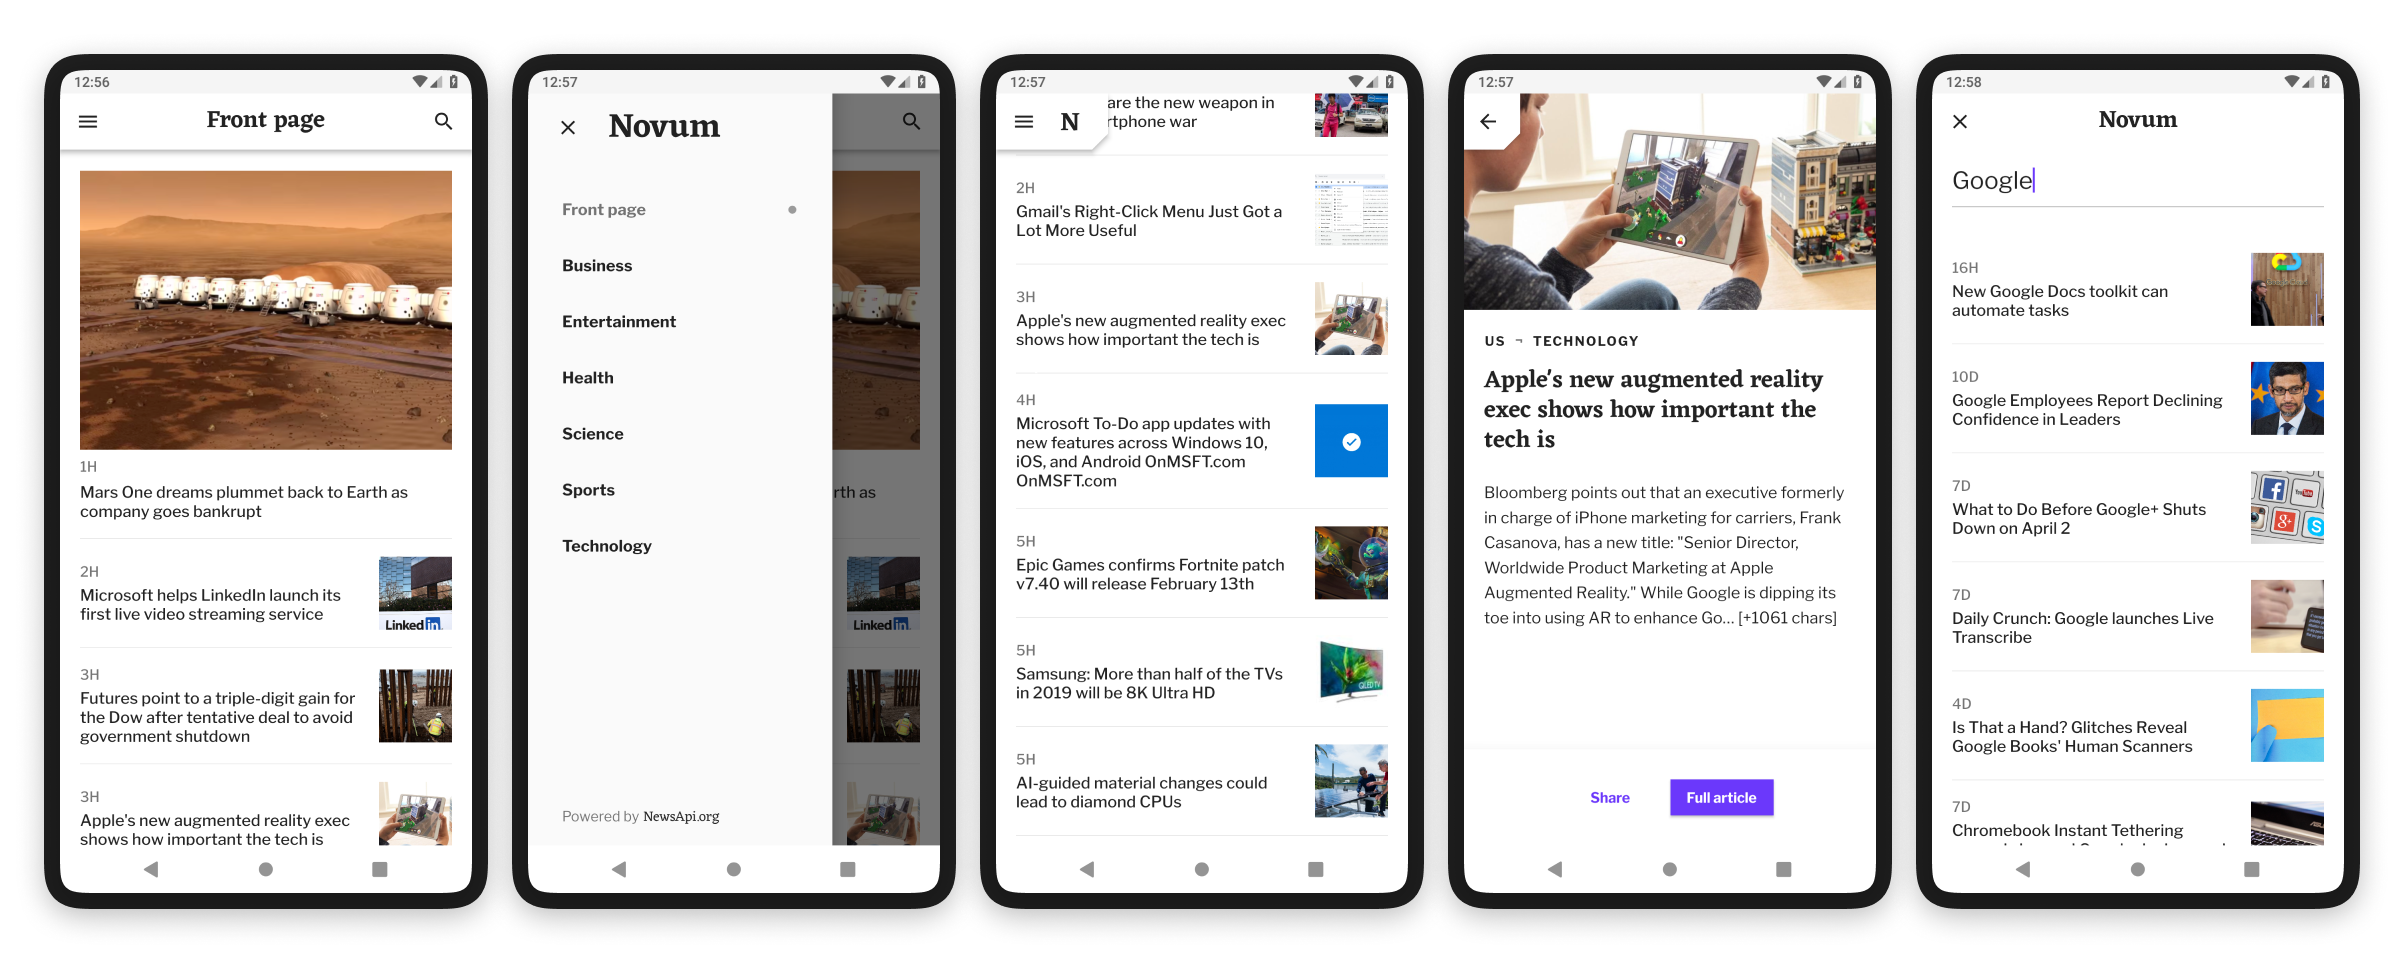 12:56
Front page
1H
Mars One dreams plummet back to Earth as
company goes bankrupt
2H
Microsoft helps LinkedIn launch its
first live video streaming service
Linked in
3H
Futures point to a triple-digit gain for
the Dow after tentative deal to avoid
government shutdown
3H
Apple's new augmented reality exec
shows how important the tech is
12:57
Novum
Front page
Business
Entertainment
Health
Science
Sports
Technology
Powered by NewsApi.org
rth as
Linked in
12:57
N
are the new weapon in
rtphone war
2H
Gmail's Right-Click Menu Just Got a
Lot More Useful
3H
Apple's new augmented reality exec
shows how important the tech is
4H
Microsoft To-Do app updates with
new features across Windows 10,
iOS, and Android OnMSFT.com
OnMSFT.com
5H
Epic Games confirms Fortnite patch
v7.40 will release February 13th
5H
Samsung: More than half of the TVs
in 2019 will be 8K Ultra HD
QLED TV
5H
AI-guided material changes could
lead to diamond CPUs
12:57
US ¬ TECHNOLOGY
Apple's new augmented reality
exec shows how important the
tech is
Bloomberg points out that an executive formerly
in charge of iPhone marketing for carriers, Frank
Casanova, has a new title: "Senior Director,
Worldwide Product Marketing at Apple
Augmented Reality." While Google is dipping its
toe into using AR to enhance Go… [+1061 chars]
Share
Full article
12:58
Novum
Google
16H
New Google Docs toolkit can
automate tasks
10D
Google Employees Report Declining
Confidence in Leaders
7D
What to Do Before Google+ Shuts
Down on April 2
7D
Daily Crunch: Google launches Live
Transcribe
4D
Is That a Hand? Glitches Reveal
Google Books' Human Scanners
7D
Chromebook Instant Tethering